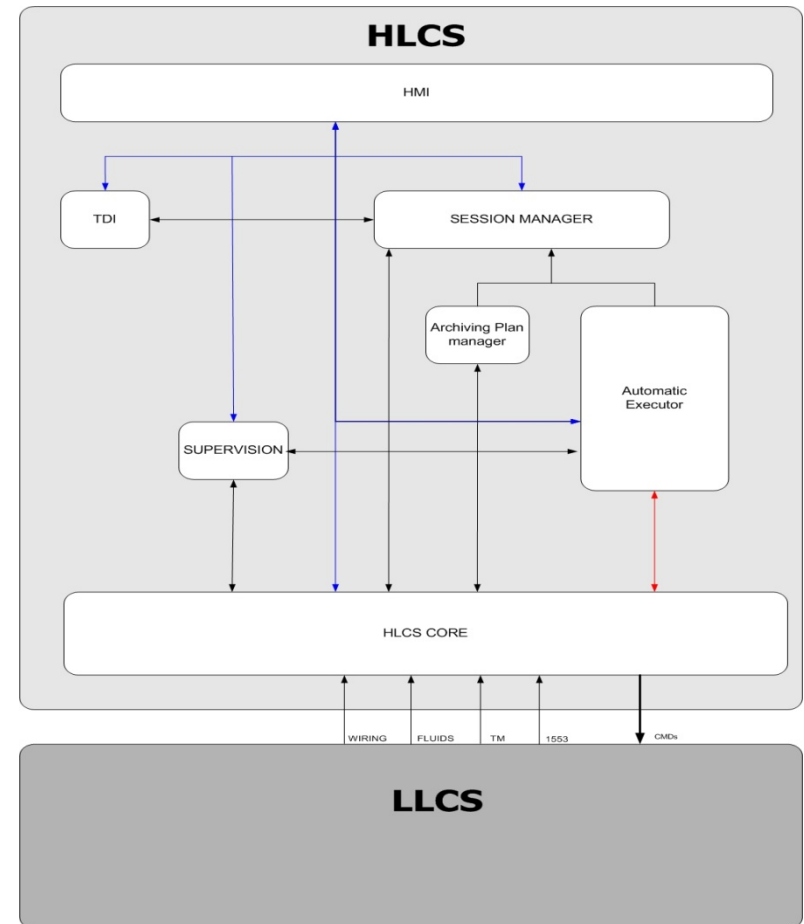 HLCS
HMI
TDI
SESSION MANAGER
Archiving Plan
manager
Automatic
Executor
SUPERVISION
HLCS CORE
WIRING
FLUIDS
TM
1553
CMDs
LLCS